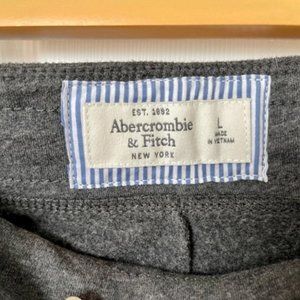 EST. 1892
Abercrombie
& Fitch
NEW YORK
L
MADE
IN VIETNAM